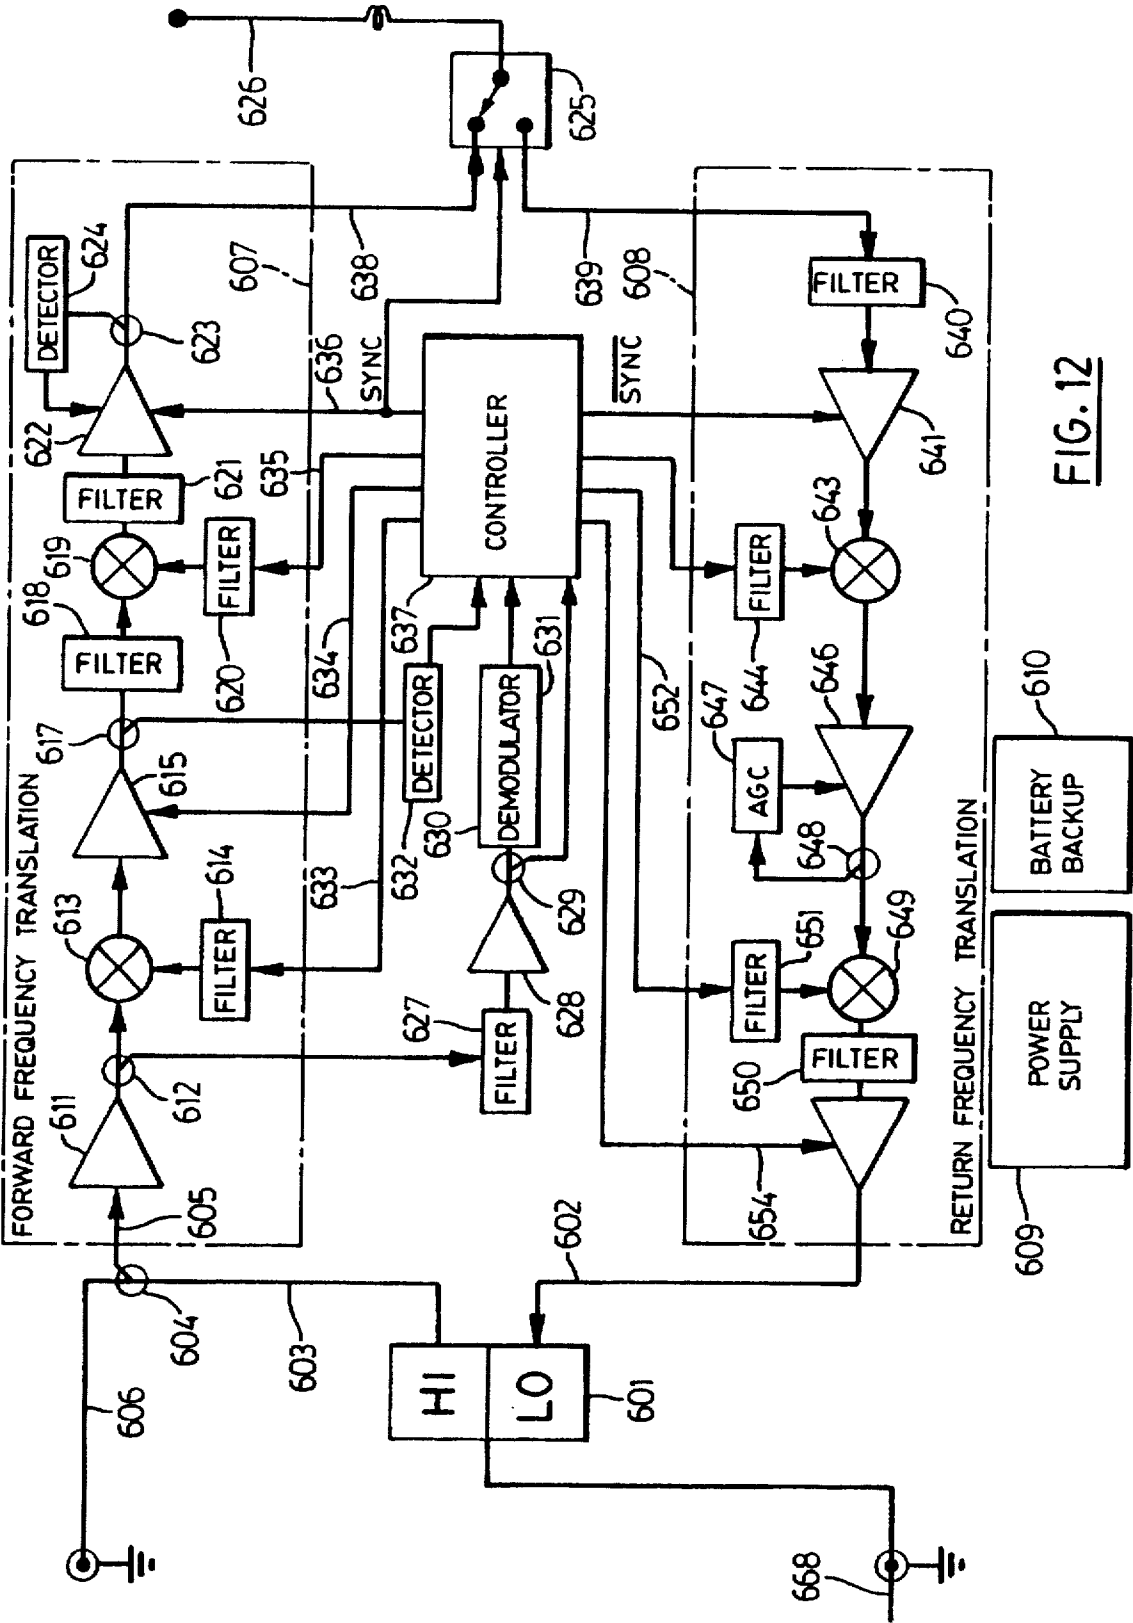 626
625
FORWARD FREQUENCY TRANSLATION
607
DETECTOR
624
623
622
FILTER
621
619
FILTER
620
618
FILTER
617
615
613
FILTER
614
612
611
605
604
606
603
602
HI
LO
601
668
638
639
636
SYNC
SYNC
635
634
633
CONTROLLER
637
DETECTOR
632
DEMODULATOR
630
631
629
628
627
FILTER
652
654
608
RETURN FREQUENCY TRANSLATION
FILTER
640
641
643
FILTER
644
646
AGC
647
648
649
FILTER
651
FILTER
650
BATTERY
BACKUP
610
POWER
SUPPLY
609
FIG. 12